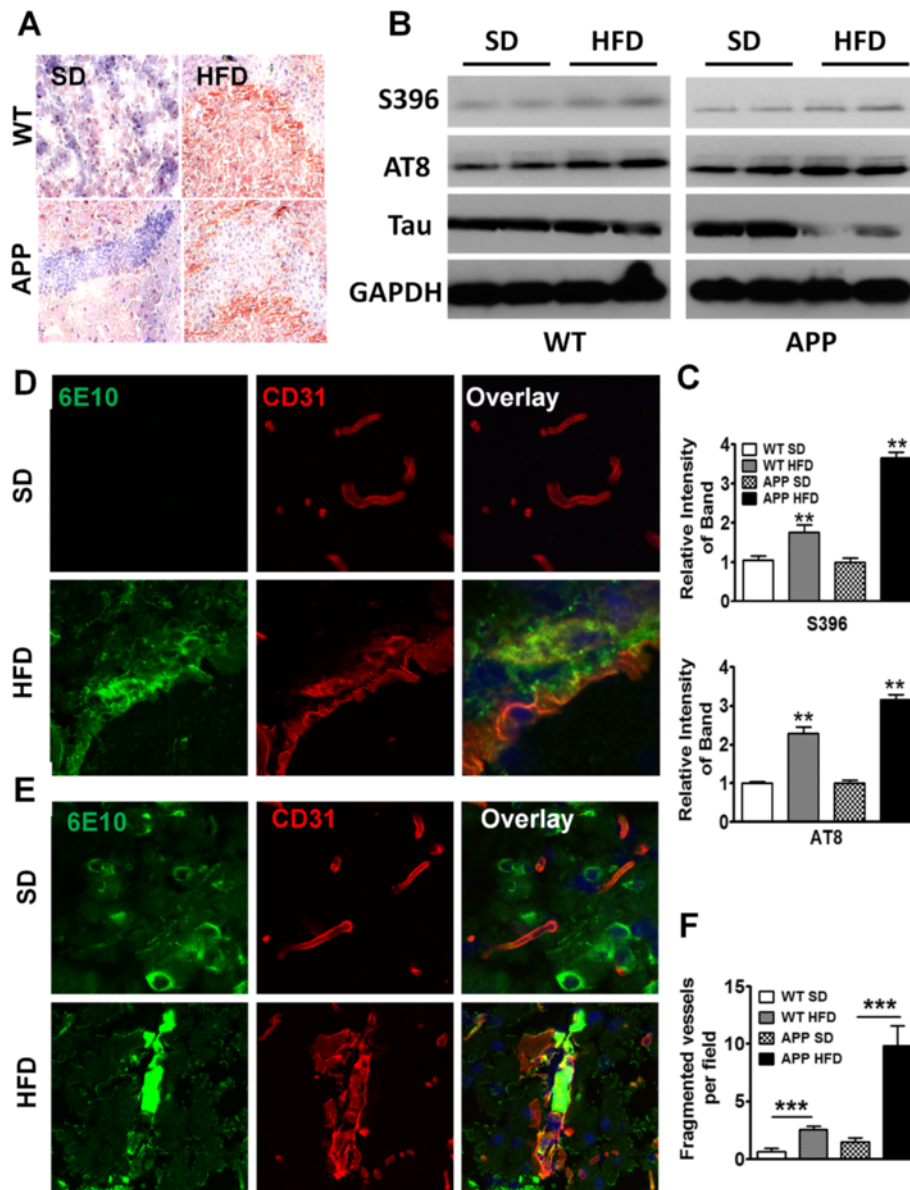 A
SD HFD
WT
APP
B
SD HFD SD HFD
S396
AT8
Tau
GAPDH
WT APP
C
Relative Intensity
of Band
4
3
2
1
0
WT SD
WT HFD
APP SD
APP HFD
**
**
S396
Relative Intensity
of Band
4
3
2
1
0
**
**
AT8
D
6E10 CD31 Overlay
SD
HFD
E
6E10 CD31 Overlay
SD
HFD
F
Fragmented vessels
per field
15
10
5
0
WT SD
WT HFD
APP SD
APP HFD
***
***